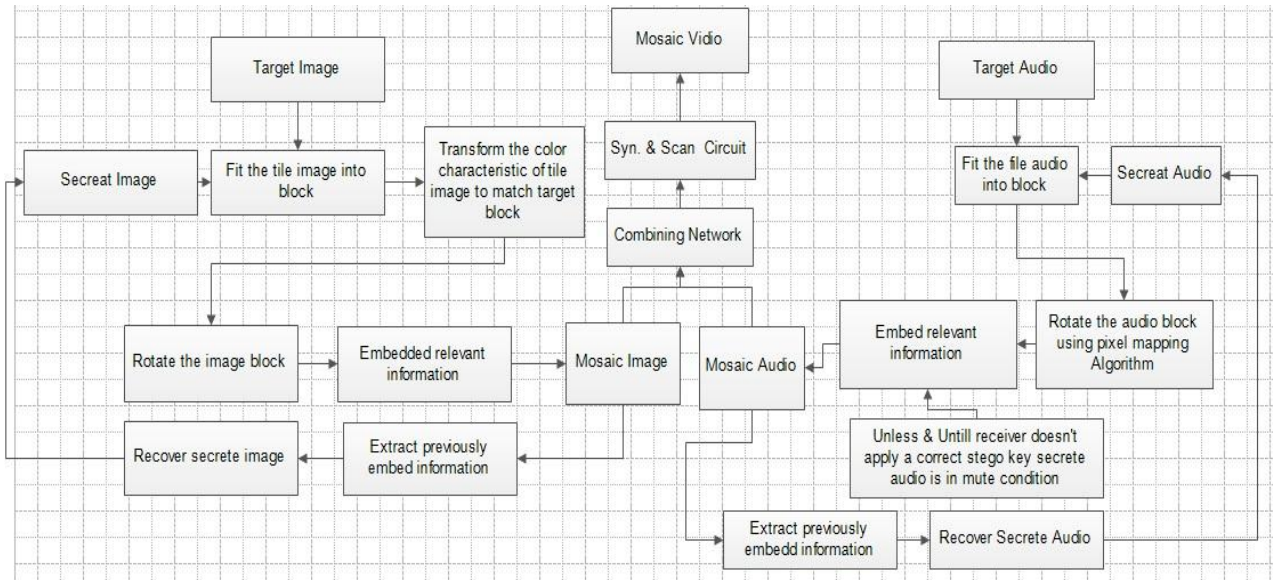 Mosaic Vidio
Target Image
Target Audio
Syn. & Scan Circuit
Secreat Image
Fit the tile image into
block
Transform the color
characteristic of tile
image to match target
block
Fit the file audio
into block
Secreat Audio
Combining Network
Rotate the image block
Embedded relevant
information
Mosaic Image
Mosaic Audio
Embed relevant
information
Rotate the audio block
using pixel mapping
Algorithm
Recover secrete image
Extract previously
embed information
Unless & Untill receiver doesn't
apply a correct stego key secrete
audio is in mute condition
Extract previously
embedd information
Recover Secrete Audio